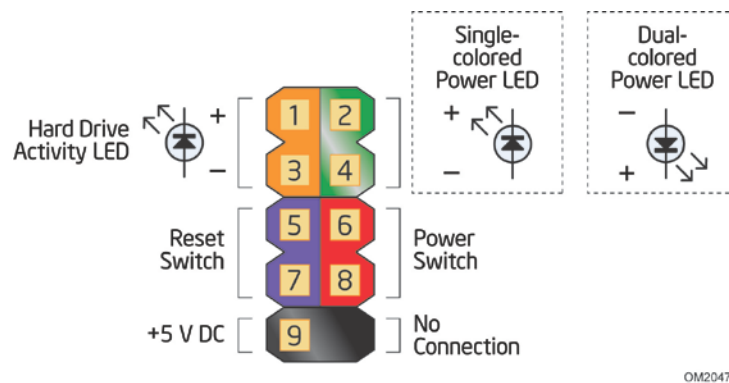 Single-
colored
Power LED
Dual-
colored
Power LED
Hard Drive
Activity LED
+
–
1 2
3 4
+
–
–
+
Reset
Switch
5 6
7 8
Power
Switch
+5 V DC
9
No
Connection
OM2047